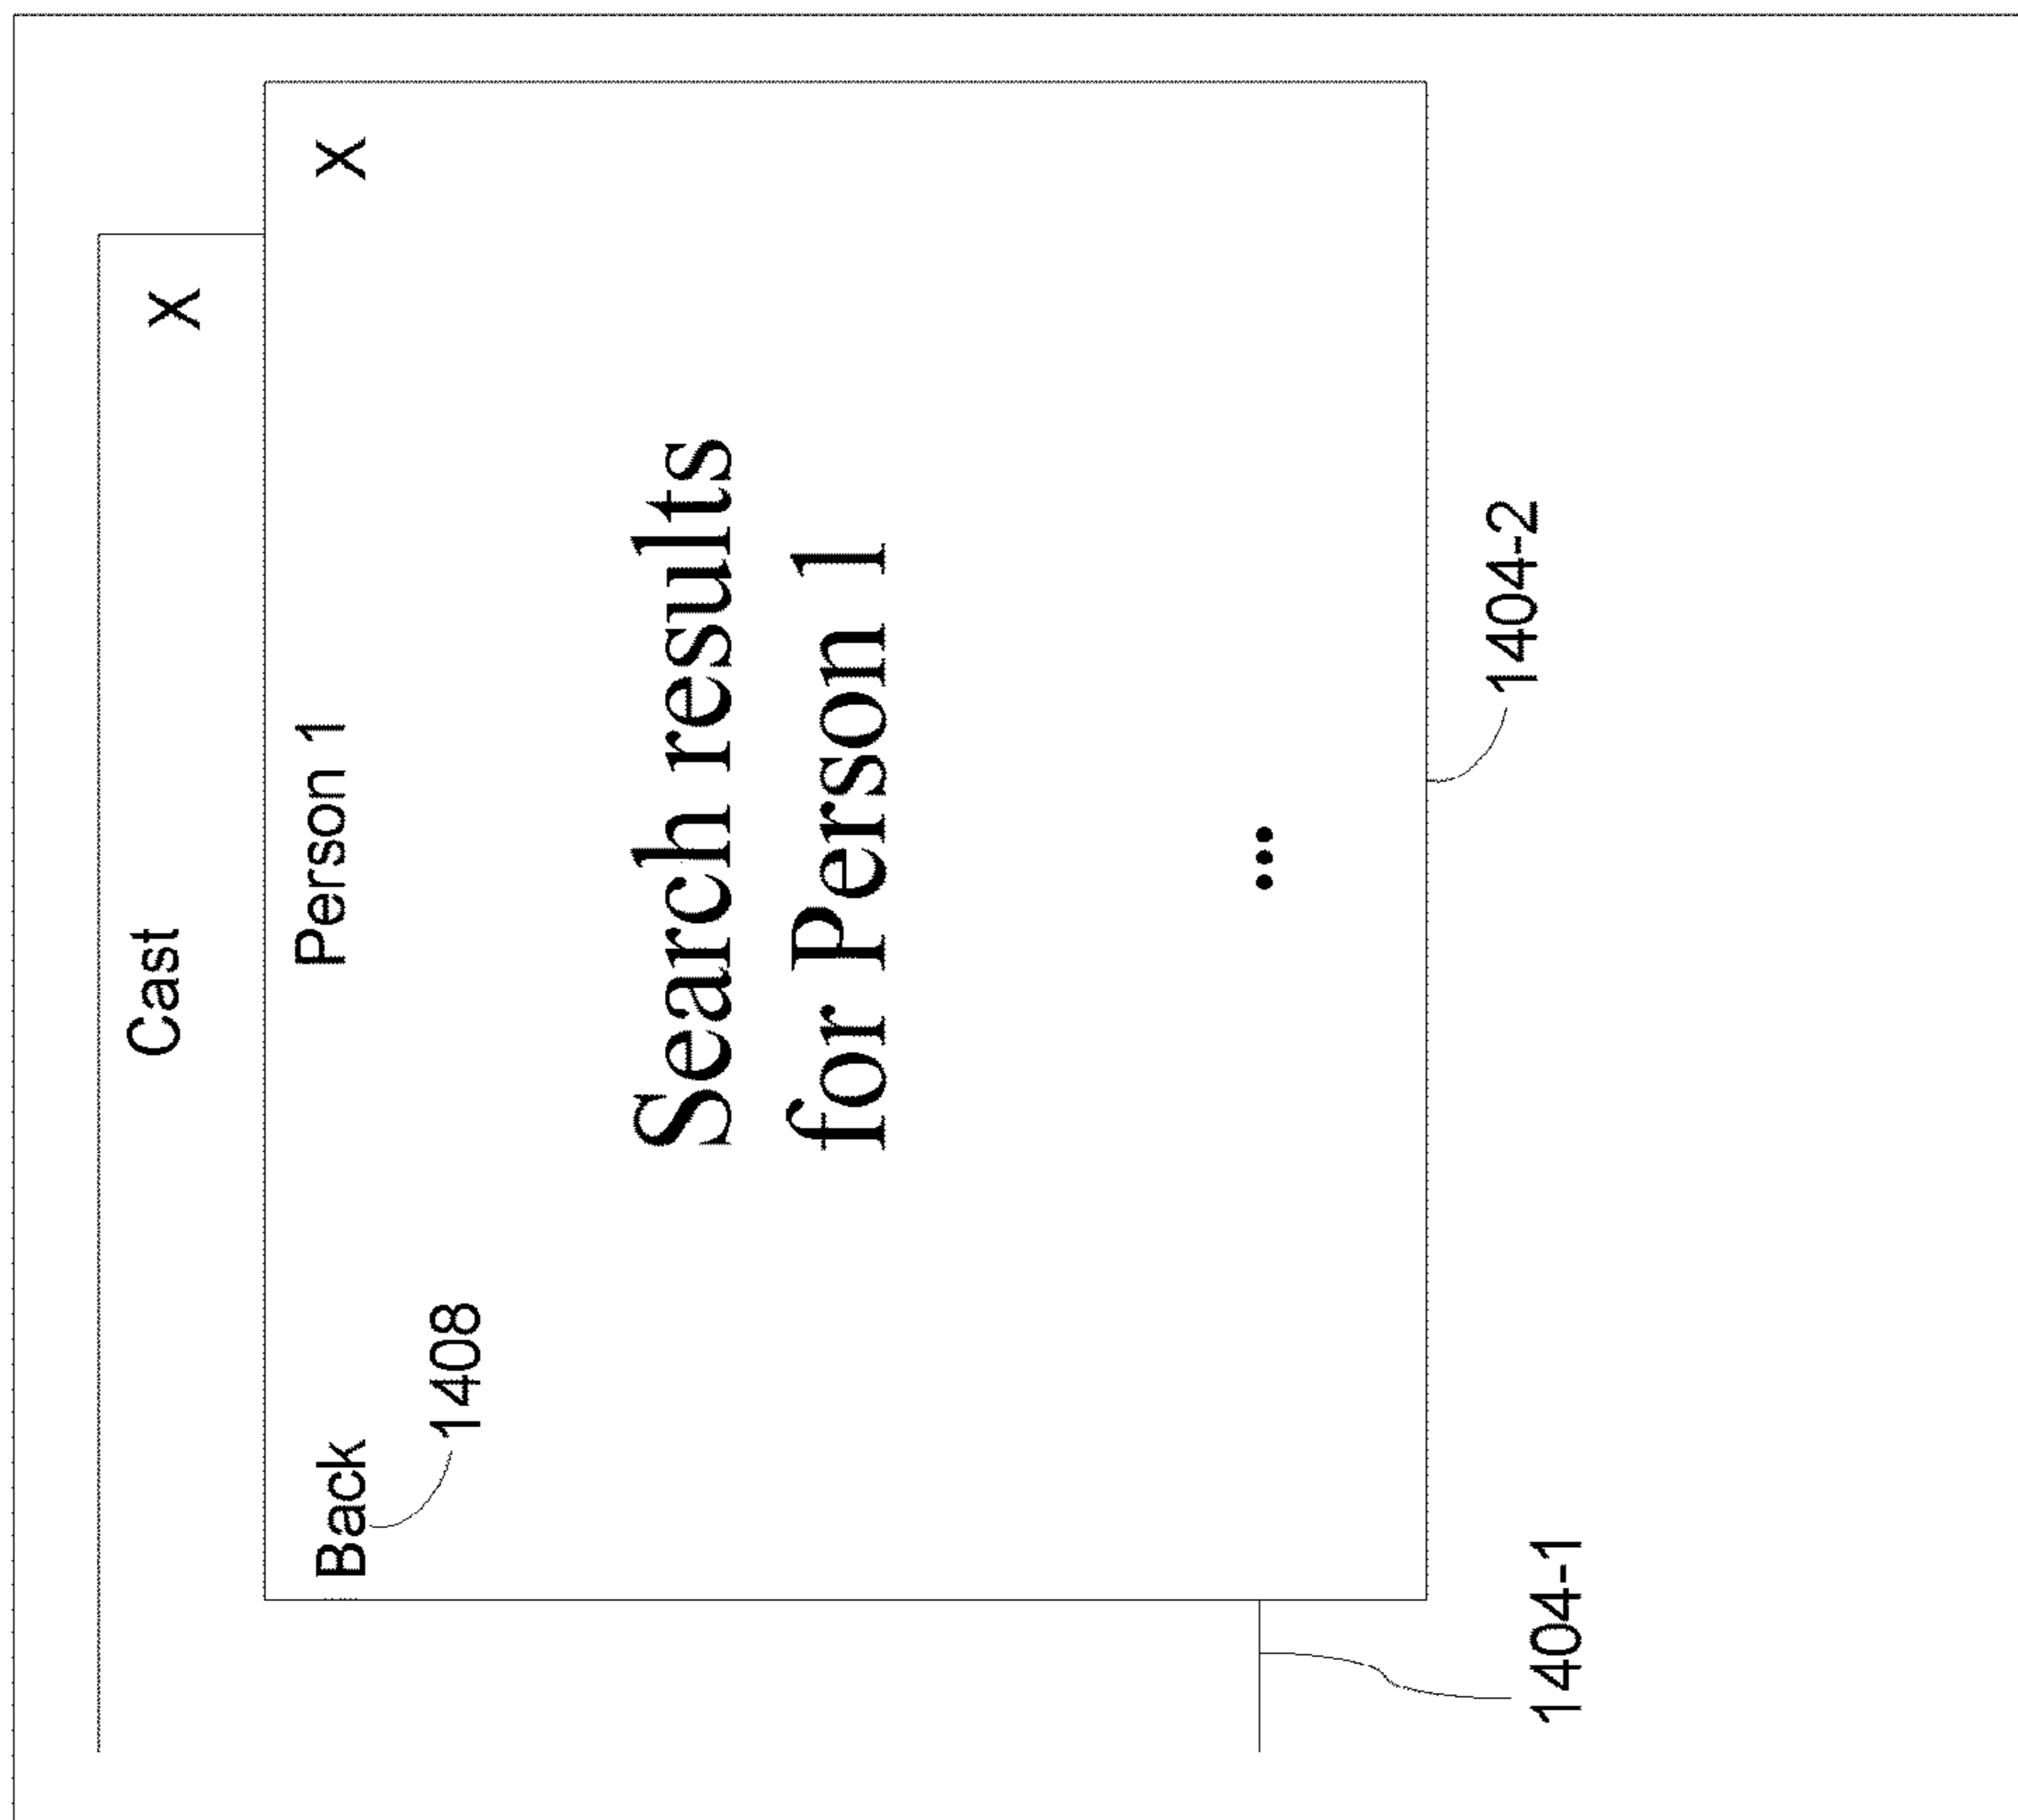 Cast
X
Person 1
X
Back
1408
Search results
for Person 1
...
1404-2
1404-1